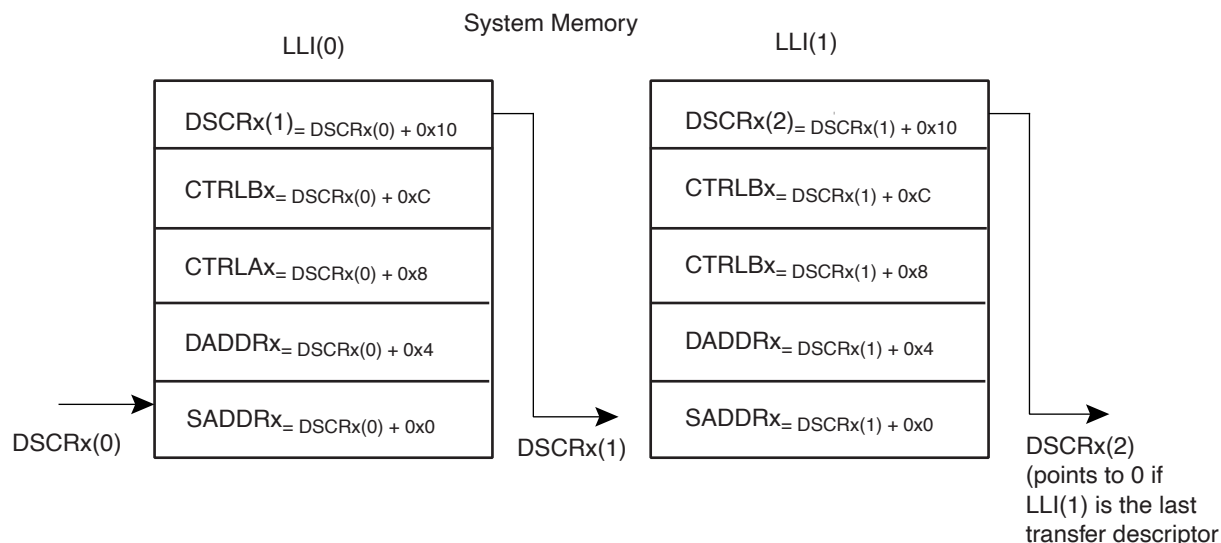 System Memory
LLI(0)
LLI(1)
DSCRx(1)= DSCRx(0) + 0x10
CTRLBx= DSCRx(0) + 0xC
CTRLAx= DSCRx(0) + 0x8
DADDRx= DSCRx(0) + 0x4
SADDRx= DSCRx(0) + 0x0
DSCRx(0)
DSCRx(1)
DSCRx(2)= DSCRx(1) + 0x10
CTRLBx= DSCRx(1) + 0xC
CTRLBx= DSCRx(1) + 0x8
DADDRx= DSCRx(1) + 0x4
SADDRx= DSCRx(1) + 0x0
DSCRx(2)
(points to 0 if
LLI(1) is the last
transfer descriptor